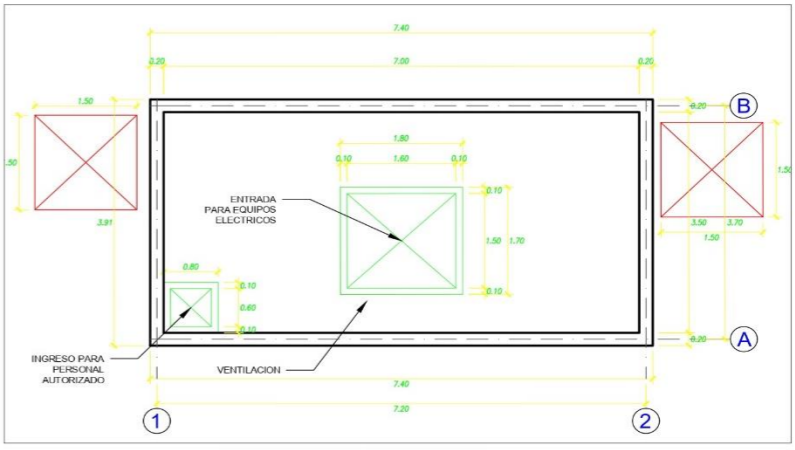 7.40
0.20 7.00 0.20
1.50
0.20
B
1.80
0.10 1.60 0.10
.50
1.50
ENTRADA
PARA EQUIPOS
ELECTRICOS
0.10
3.91
3.50 3.70
1.50 1.70
1.50
0.80
0.10
0.10
0.60
0.10
0.20
A
INGRESO PARA
PERSONAL
AUTORIZADO
VENTILACION
7.40
7.20
1
2